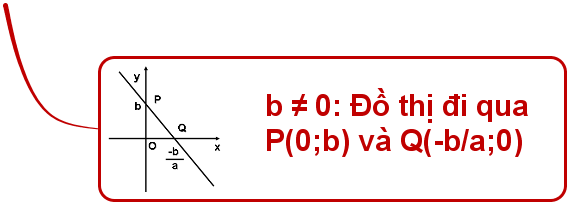 y
b
P
Q
O
x
-b
a
b ≠ 0: Đồ thị đi qua
P(0;b) và Q(-b/a;0)